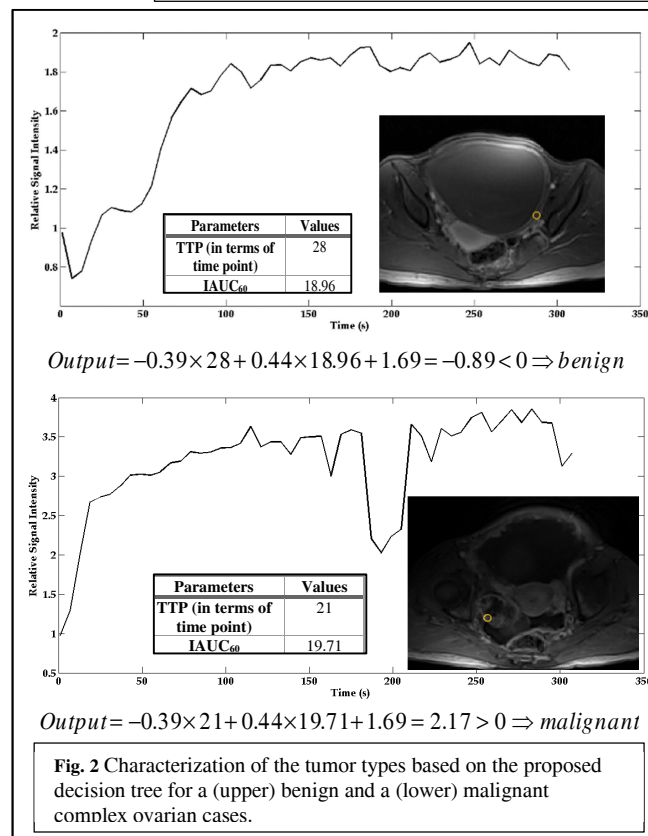 2
1.8
1.6
1.4
1.2
1
0.8
Relative Signal Intensity
Parameters Values
TTP (in terms of time point) 28
IAUC₆₀ 18.96
0 50 100 150 200 250 300 350
Time (s)
Output = −0.39×28+0.44×18.96+1.69 = −0.89 < 0 ⇒ benign
4
3.5
3
2.5
2
1.5
1
0.5
Relative Signal Intensity
Parameters Values
TTP (in terms of time point) 21
IAUC₆₀ 19.71
0 50 100 150 200 250 300 350
Time (s)
Output = −0.39×21+0.44×19.71+1.69 = 2.17 > 0 ⇒ malignant
Fig. 2 Characterization of the tumor types based on the proposed
decision tree for a (upper) benign and a (lower) malignant
complex ovarian cases.